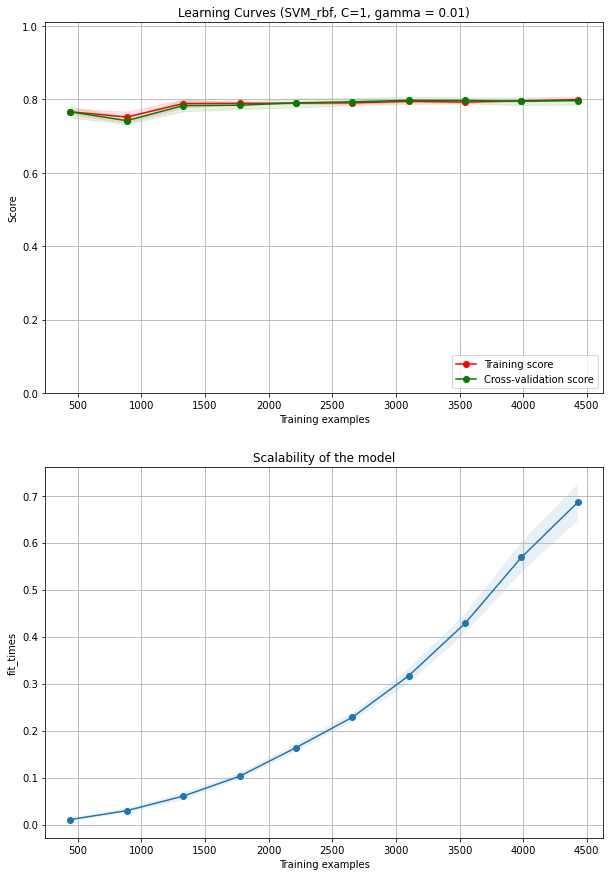 Learning Curves (SVM_rbf, C=1, gamma = 0.01)
1.0
0.8
0.6
0.4
0.2
0.0
Score
Training score
Cross-validation score
500 1000 1500 2000 2500 3000 3500 4000 4500
Training examples
Scalability of the model
0.7
0.6
0.5
0.4
0.3
0.2
0.1
0.0
fit_times
500 1000 1500 2000 2500 3000 3500 4000 4500
Training examples